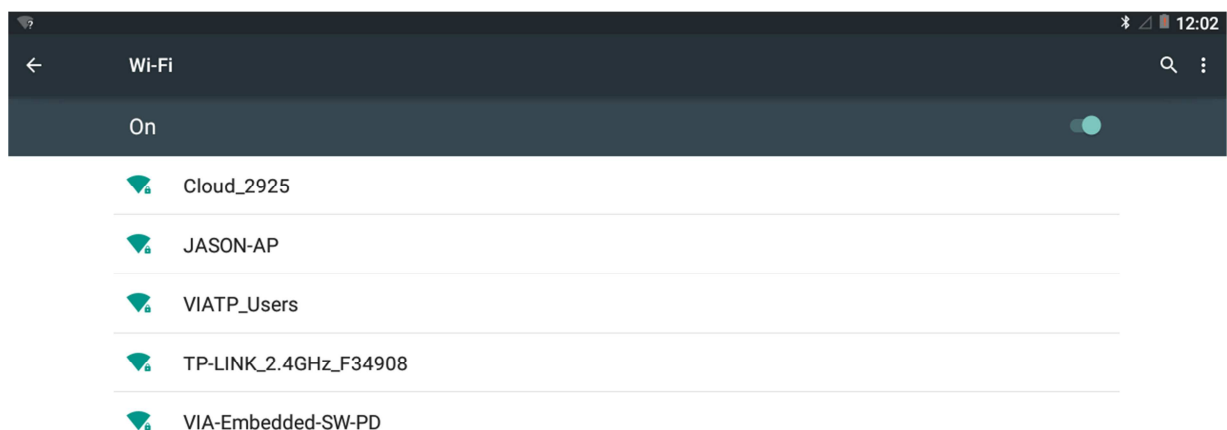 12:02
Wi-Fi
On
Cloud_2925
JASON-AP
VIATP_Users
TP-LINK_2.4GHz_F34908
VIA-Embedded-SW-PD